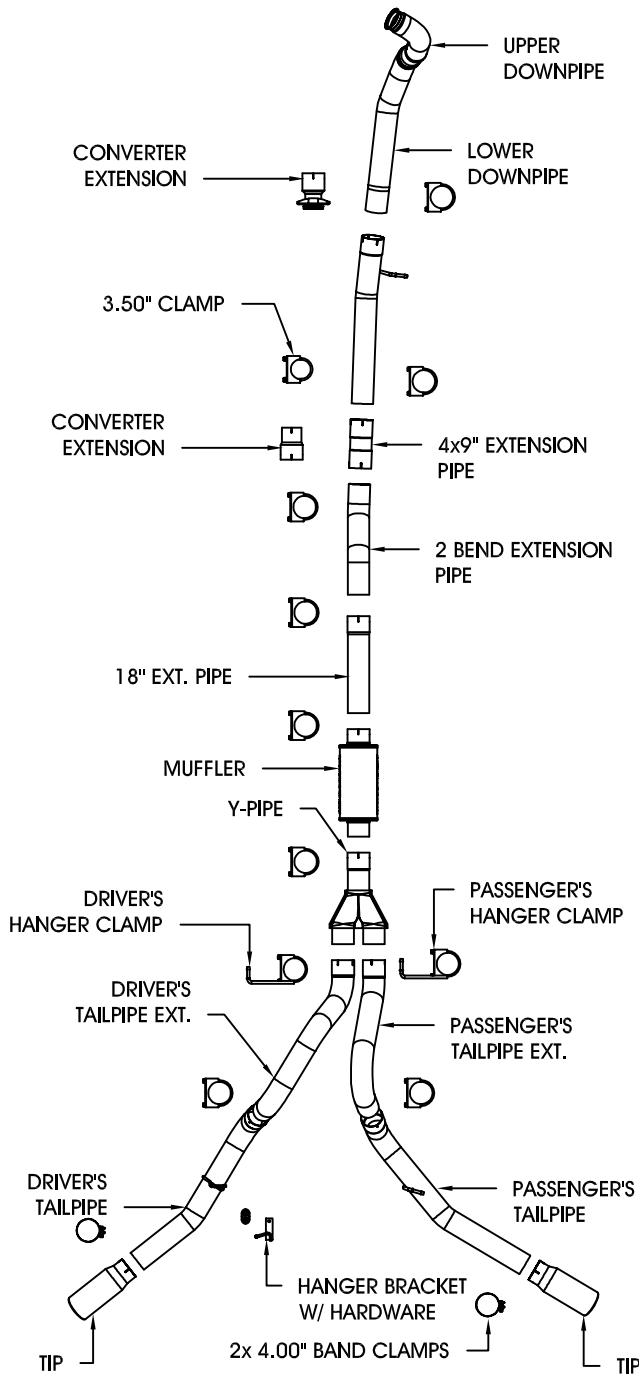 UPPER
DOWNPIPE
CONVERTER
EXTENSION
LOWER
DOWNPIPE
3.50" CLAMP
CONVERTER
EXTENSION
4x9" EXTENSION
PIPE
2 BEND EXTENSION
PIPE
18" EXT. PIPE
MUFFLER
Y-PIPE
DRIVER'S
HANGER CLAMP
PASSENGER'S
HANGER CLAMP
DRIVER'S
TAILPIPE EXT.
PASSENGER'S
TAILPIPE EXT.
DRIVER'S
TAILPIPE
PASSENGER'S
TAILPIPE
HANGER BRACKET
W/ HARDWARE
2x 4.00" BAND CLAMPS
TIP
TIP